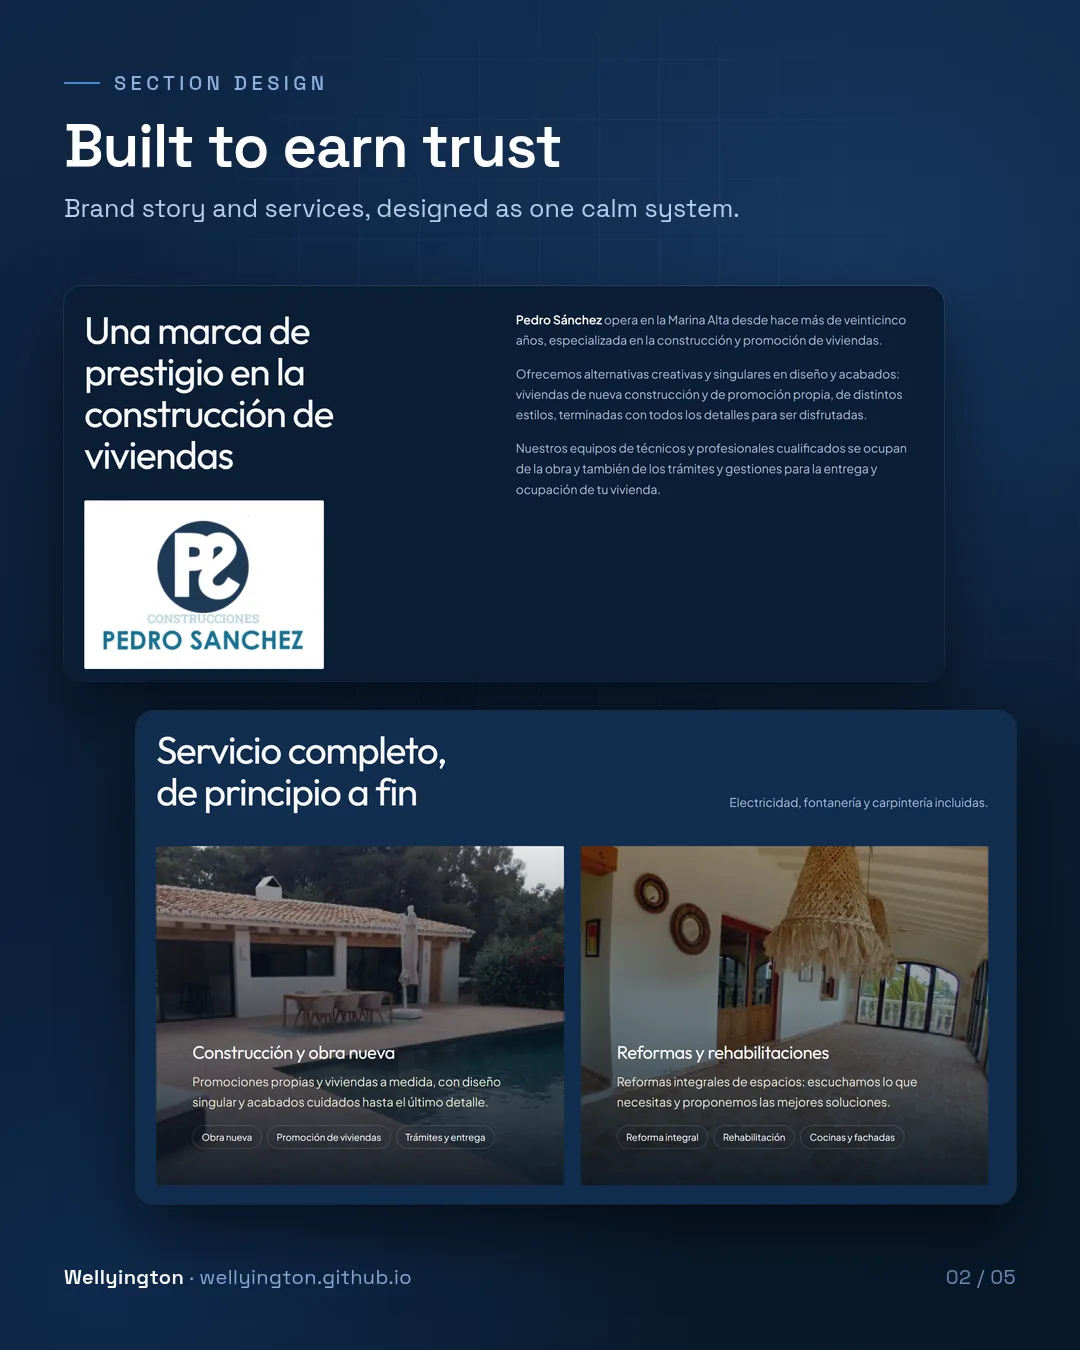 SECTION DESIGN
Built to earn trust
Brand story and services, designed as one calm system.
Una marca de
prestigio en la
construcción de
viviendas
CONSTRUCCIONES
PEDRO SANCHEZ
Pedro Sánchez opera en la Marina Alta desde hace más de veinticinco
años, especializada en la construcción y promoción de viviendas.
Ofrecemos alternativas creativas y singulares en diseño y acabados:
viviendas de nueva construcción y de promoción propia, de distintos
estilos, terminadas con todos los detalles para ser disfrutadas.
Nuestros equipos de técnicos y profesionales cualificados se ocupan
de la obra y también de los trámites y gestiones para la entrega y
ocupación de tu vivienda.
Servicio completo,
de principio a fin
Electricidad, fontanería y carpintería incluidas.
Construcción y obra nueva
Promociones propias y viviendas a medida, con diseño
singular y acabados cuidados hasta el último detalle.
Obra nueva
Promoción de viviendas
Trámites y entrega
Reformas y rehabilitaciones
Reformas integrales de espacios: escuchamos lo que
necesitas y proponemos las mejores soluciones.
Reforma integral
Rehabilitación
Cocinas y fachadas
Wellyington · wellyington.github.io
02 / 05